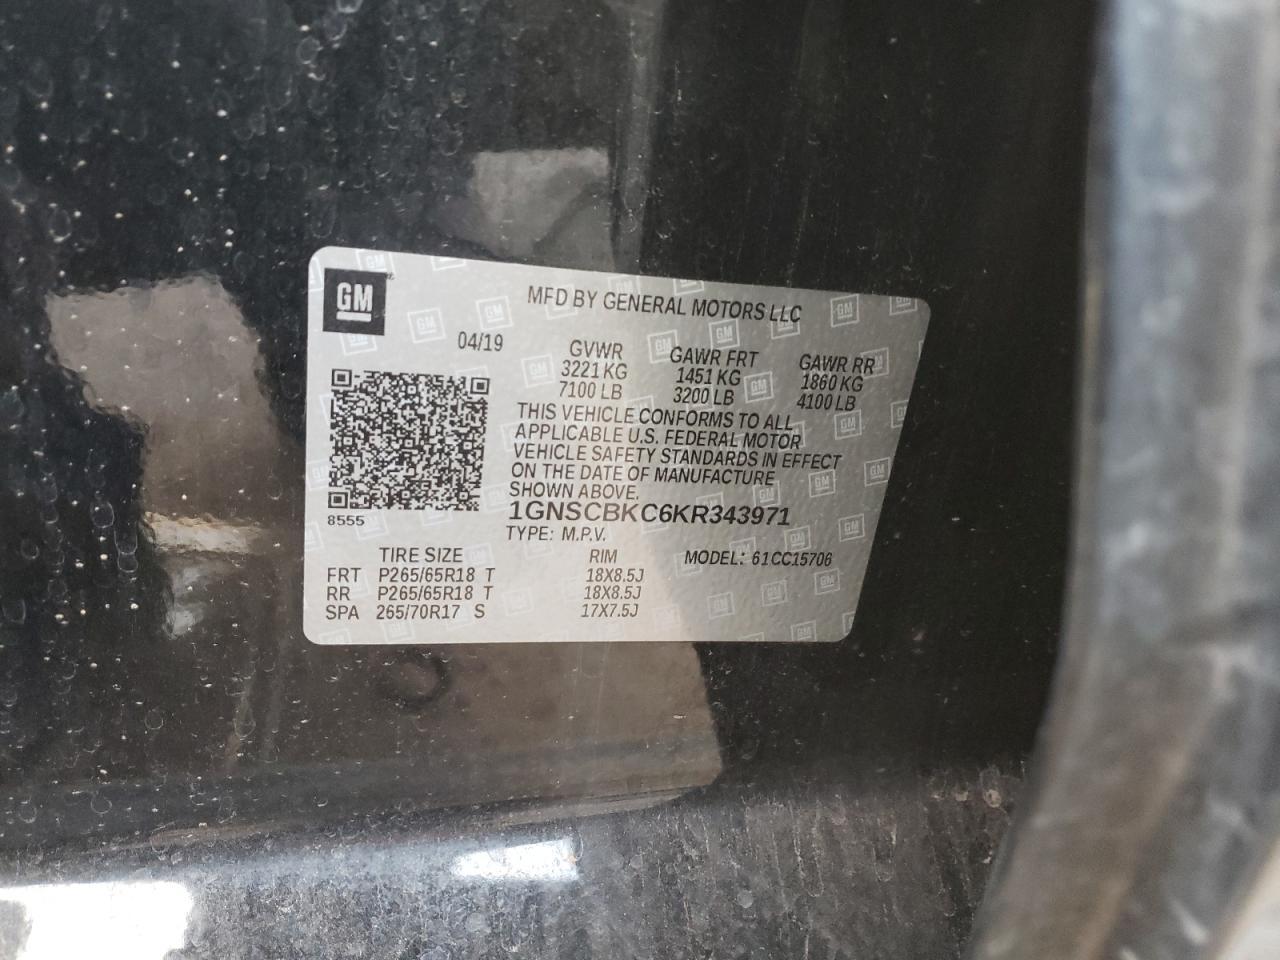 GM
MFD BY GENERAL MOTORS LLC
04/19
GVWR GAWR FRT GAWR RR
3221 KG 1451 KG 1860 KG
7100 LB 3200 LB 4100 LB
THIS VEHICLE CONFORMS TO ALL
APPLICABLE U.S. FEDERAL MOTOR
VEHICLE SAFETY STANDARDS IN EFFECT
ON THE DATE OF MANUFACTURE
SHOWN ABOVE.
8555
1GNSCBKC6KR343971
TYPE: M.P.V.
TIRE SIZE RIM MODEL: 61CC15706
FRT P265/65R18 T 18X8.5J
RR P265/65R18 T 18X8.5J
SPA 265/70R17 S 17X7.5J